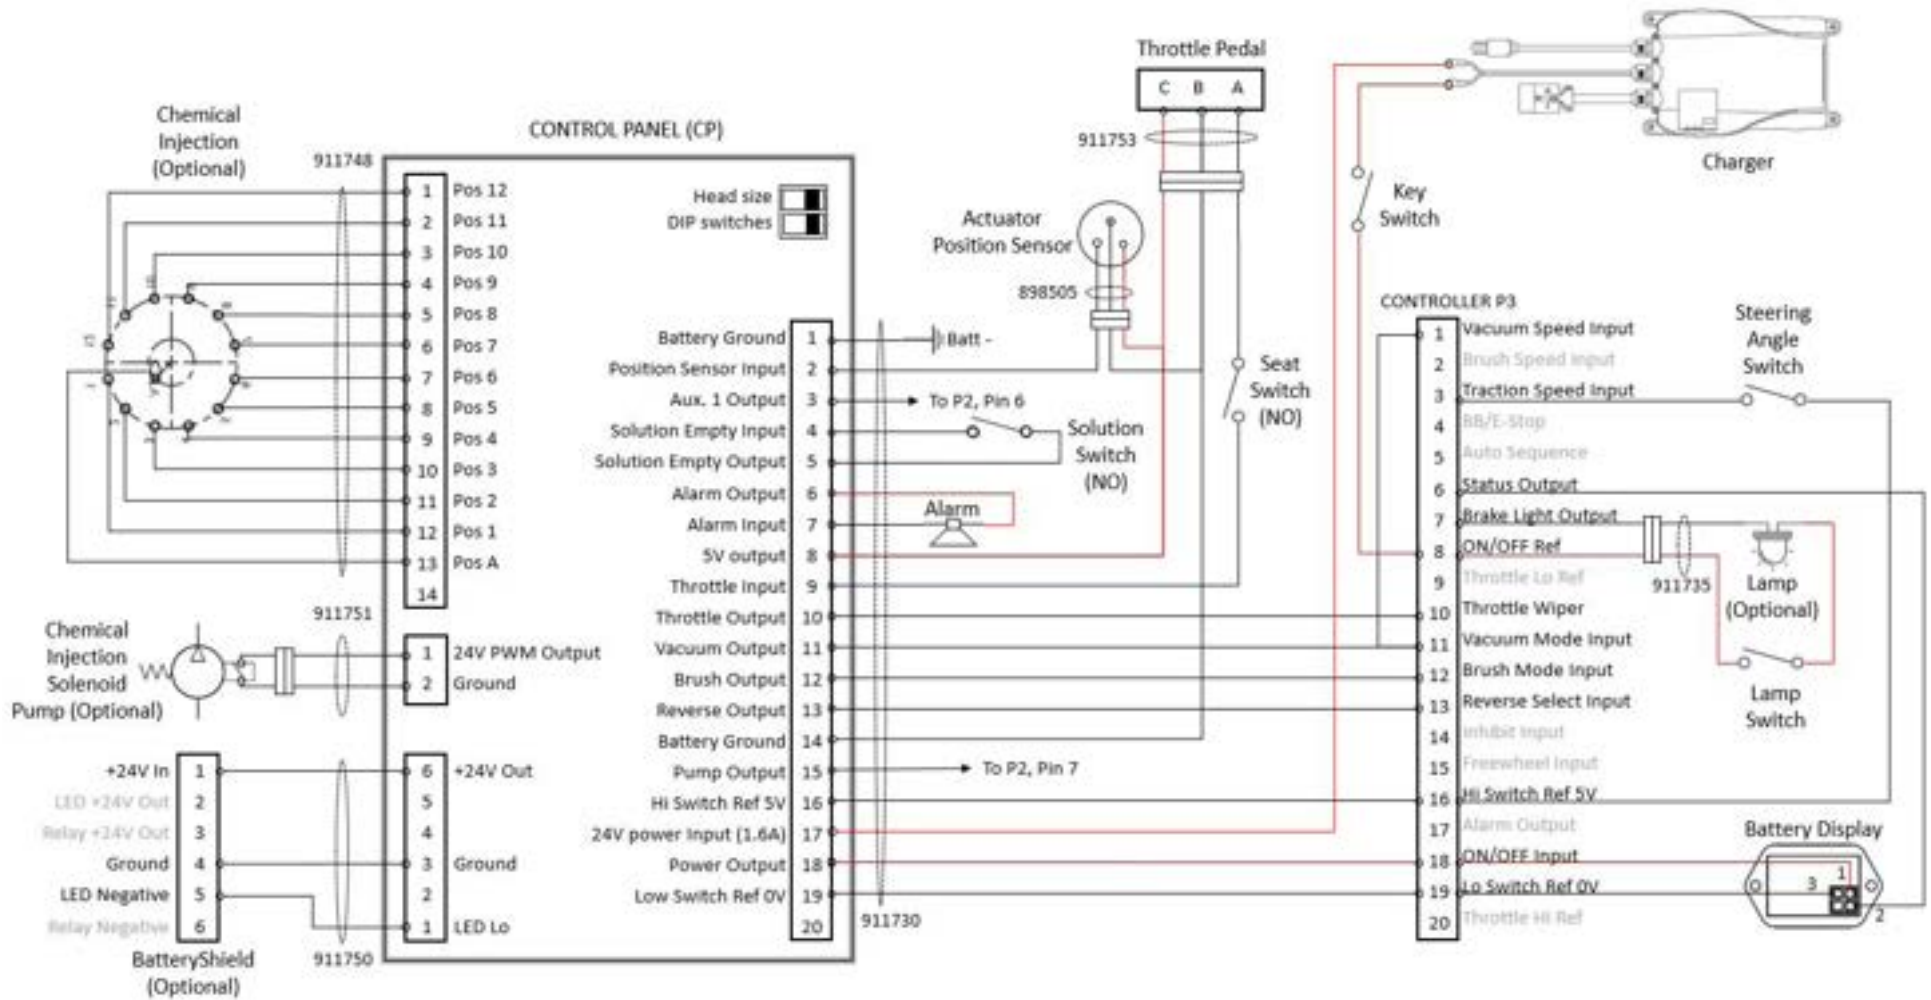 Throttle Pedal
C B A
911753
Charger
Key
Switch
Chemical
Injection
(Optional)
911748
CONTROL PANEL (CP)
Head size
DIP switches
1 Pos 12
2 Pos 11
3 Pos 10
4 Pos 9
5 Pos 8
6 Pos 7
7 Pos 6
8 Pos 5
9 Pos 4
10 Pos 3
11 Pos 2
12 Pos 1
13 Pos A
14
911751
Chemical
Injection
Solenoid
Pump (Optional)
1 24V PWM Output
2 Ground
+24V In 1
LED +24V Out 2
Relay +24V Out 3
Ground 4
LED Negative 5
Relay Negative 6
BatteryShield
(Optional)
6 +24V Out
5
4
3 Ground
2
1 LED Lo
911750
Battery Ground 1
Position Sensor Input 2
Aux. 1 Output 3
Solution Empty Input 4
Solution Empty Output 5
Alarm Output 6
Alarm Input 7
5V output 8
Throttle Input 9
Throttle Output 10
Vacuum Output 11
Brush Output 12
Reverse Output 13
Battery Ground 14
Pump Output 15
Hi Switch Ref 5V 16
24V power Input (1.6A) 17
Power Output 18
Low Switch Ref 0V 19
20
911730
Batt -
To P2, Pin 6
To P2, Pin 7
Actuator
Position Sensor
898505
Solution
Switch
(NO)
Alarm
Seat
Switch
(NO)
CONTROLLER P3
1 Vacuum Speed Input
2 Brush Speed Input
3 Traction Speed Input
4 BB/E-Stop
5 Auto Sequence
6 Status Output
7 Brake Light Output
8 ON/OFF Ref
9 Throttle Lo Ref
10 Throttle Wiper
11 Vacuum Mode Input
12 Brush Mode Input
13 Reverse Select Input
14 Inhibit Input
15 Freewheel Input
16 Hi Switch Ref 5V
17 Alarm Output
18 ON/OFF Input
19 Lo Switch Ref 0V
20 Throttle Hi Ref
Steering
Angle
Switch
911735
Lamp
(Optional)
Lamp
Switch
Battery Display
1
3
2